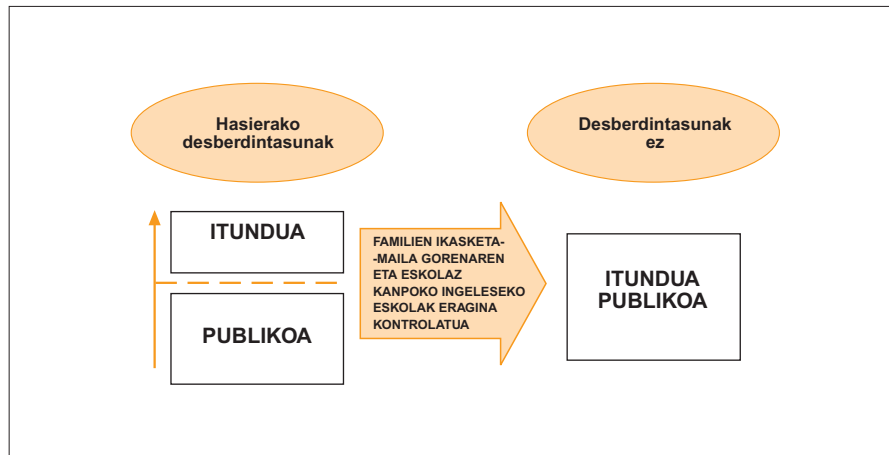 Hasierako
desberdintasunak
Desberdintasunak
ez
ITUNDUA
PUBLIKOA
FAMILIEN IKASKETA-
-MAILA GORENAREN
ETA ESKOLAZ
KANPOKO INGELESEKO
ESKOLAK ERAGINA
KONTROLATUA
ITUNDUA
PUBLIKOA